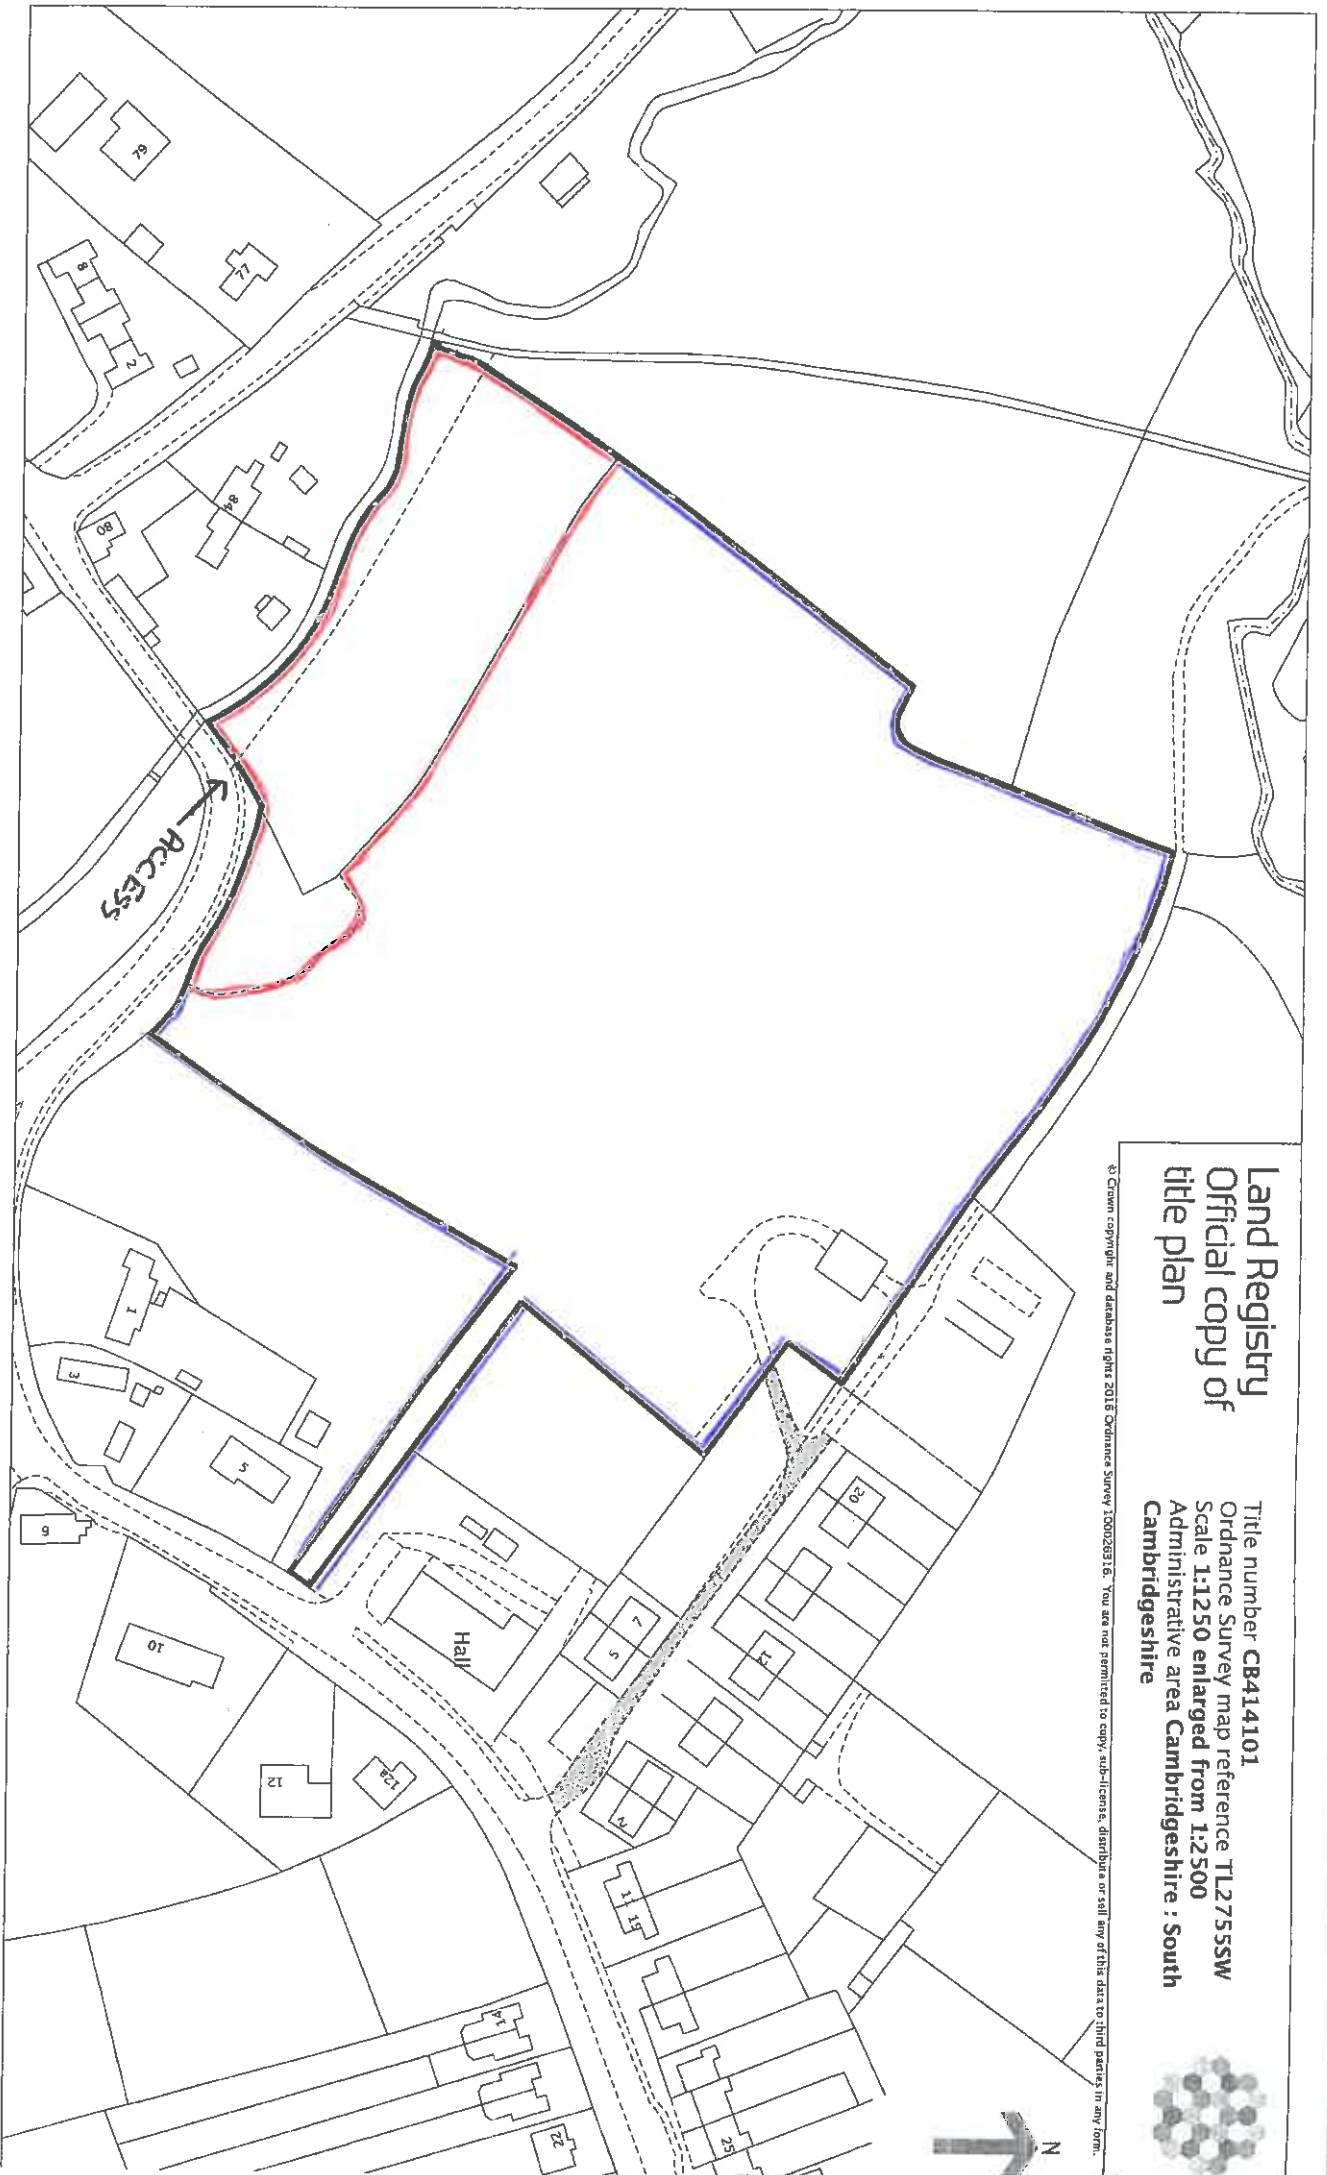 Land Registry
Official copy of
title plan
Title number CB414101
Ordnance Survey map reference TL2755SW
Scale 1:1250 enlarged from 1:2500
Administrative area Cambridgeshire : South
Cambridgeshire
© Crown copyright and database rights 2016 Ordnance Survey 100026316. You are not permitted to copy, sub-license, distribute or sell any of this data to third parties in any form.
N
79
77
8
2
84
80
← ACCESS
1
3
5
9
10
12
12a
Hall
7
5
20
12
2
11
15
14
22
25